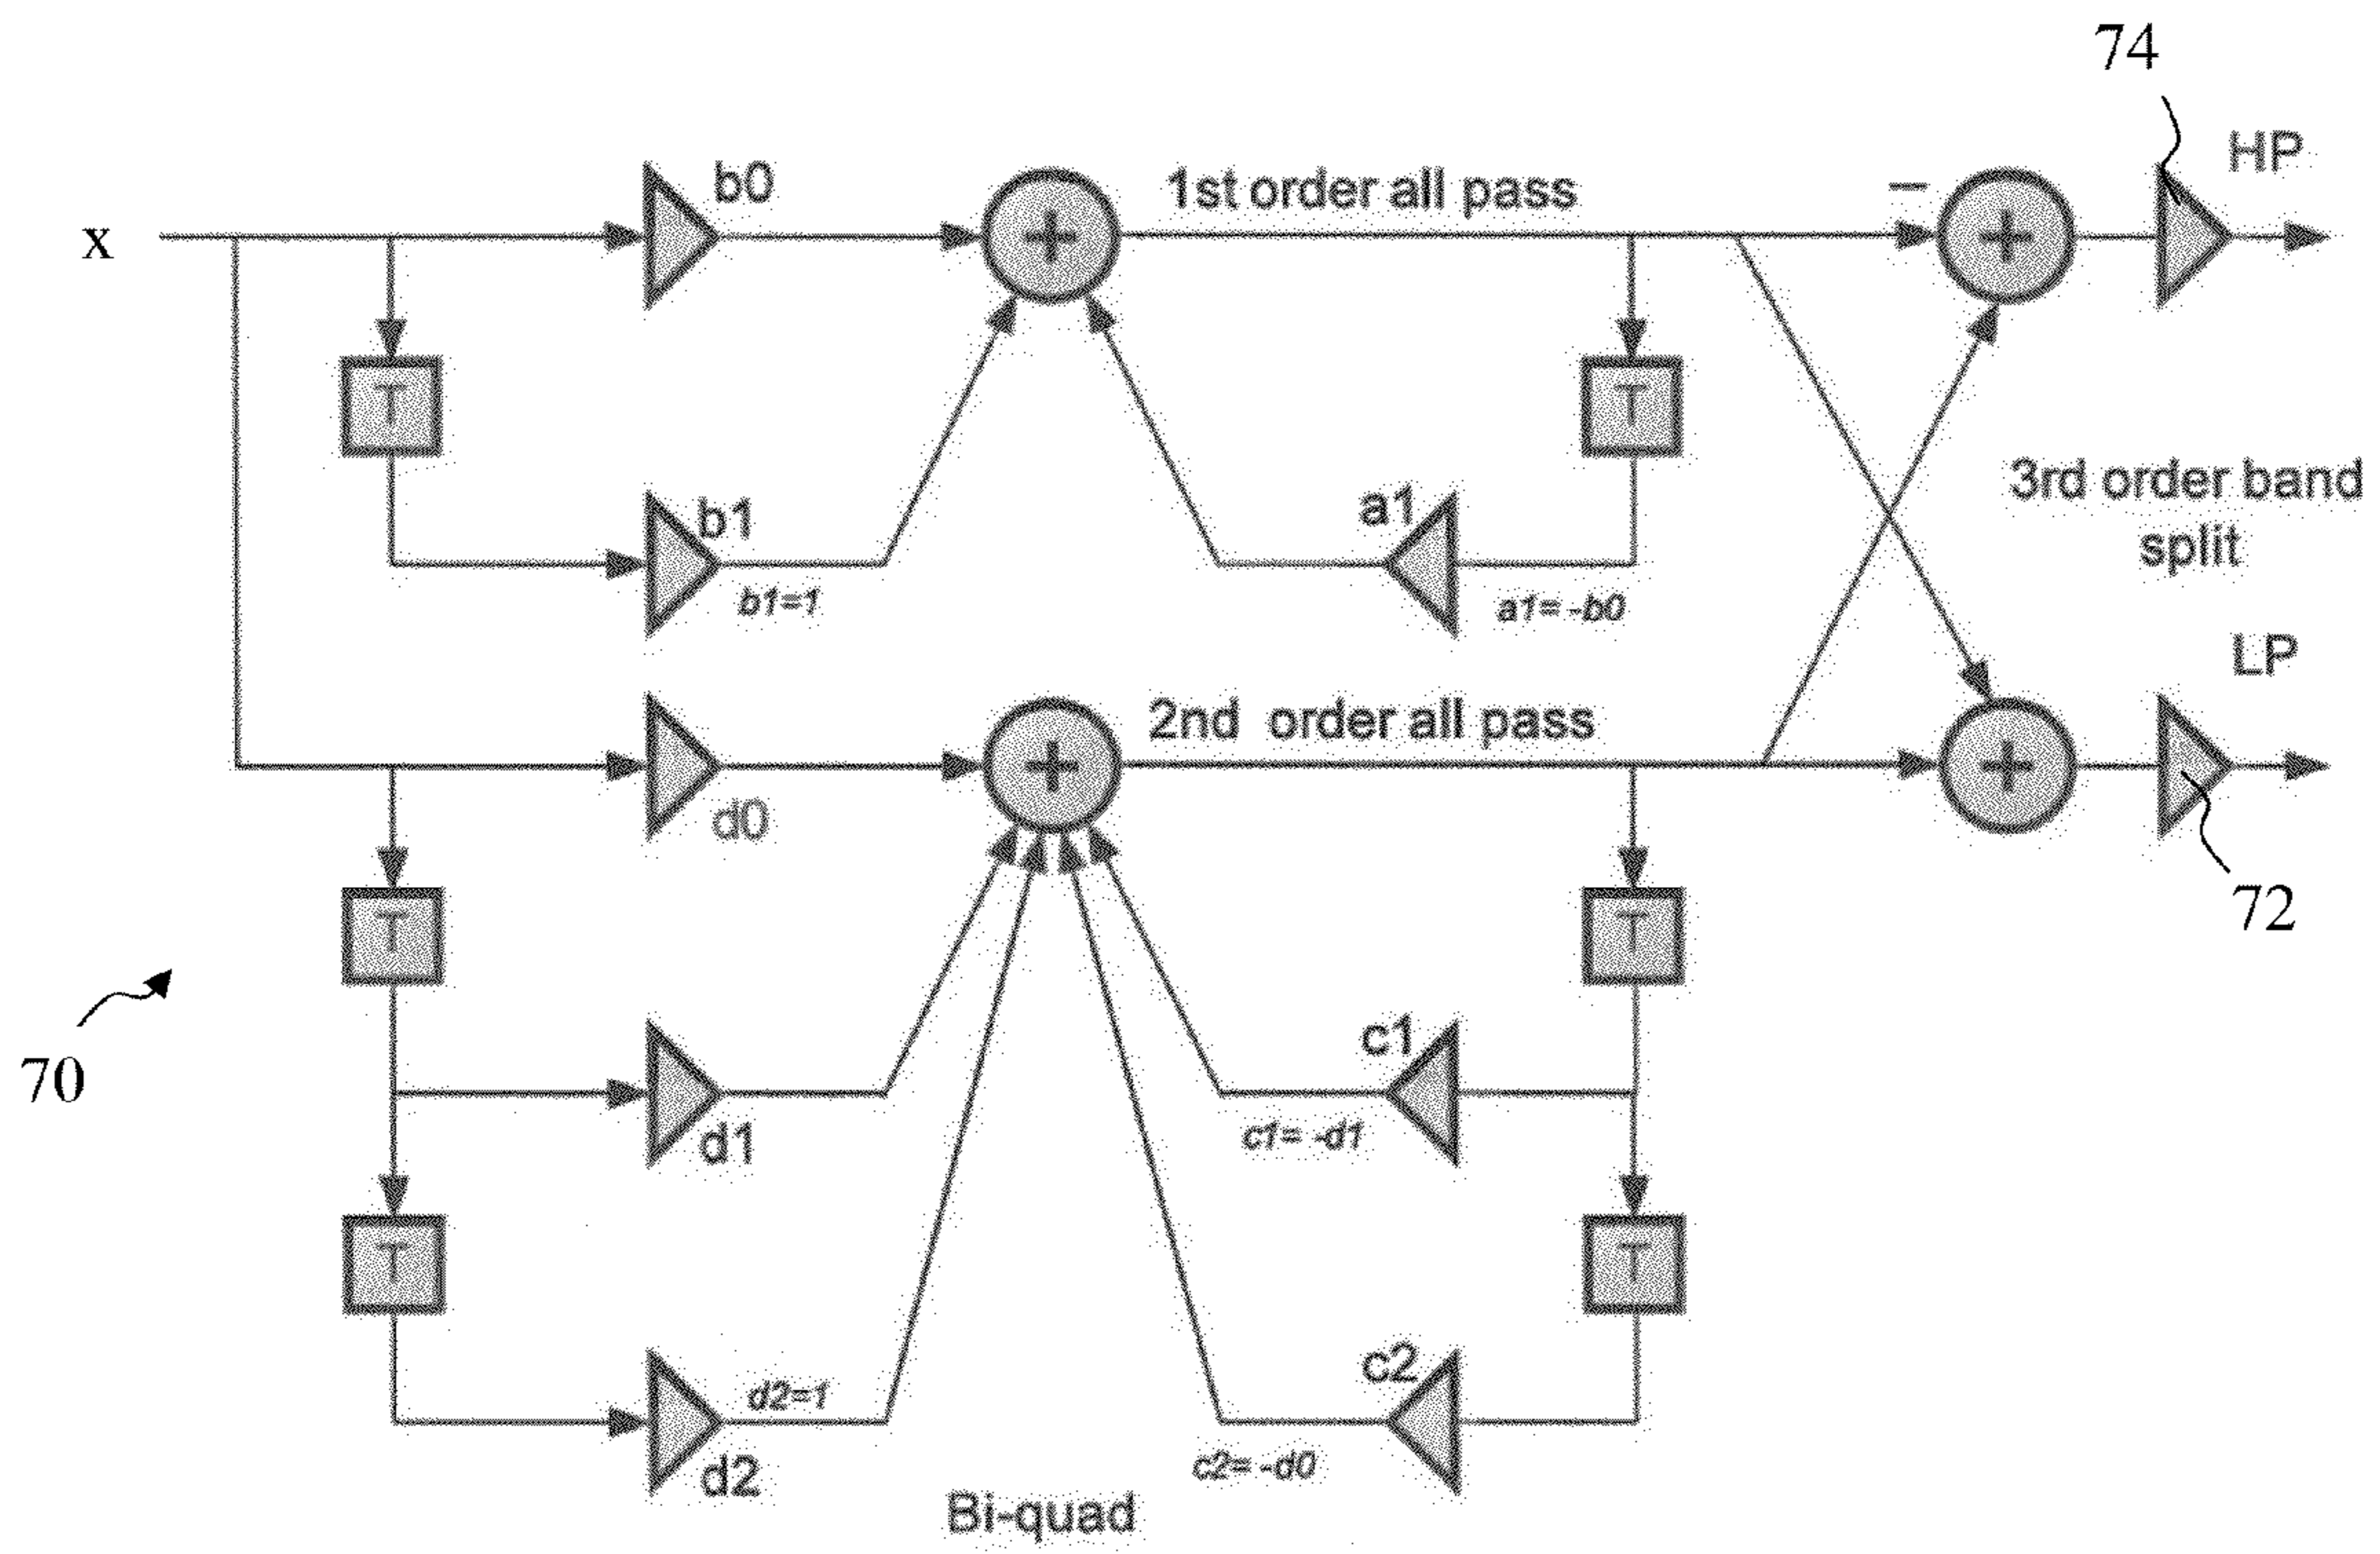 74
HP
b0
1st order all pass
−
x
+
+
T
T
3rd order band
split
a1
b1
b1=1
a1= -b0
LP
2nd order all pass
+
+
d0
72
T
T
70
c1
d1
c1= -d1
T
T
c2
d2=1
d2
c2= -d0
Bi-quad